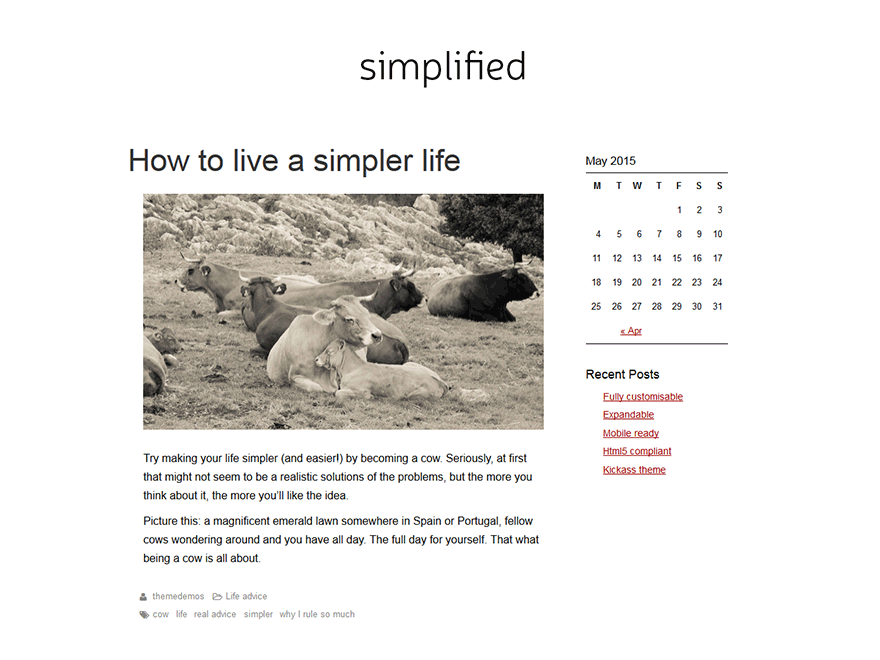 simplified
How to live a simpler life
Try making your life simpler (and easier!) by becoming a cow. Seriously, at first
that might not seem to be a realistic solutions of the problems, but the more you
think about it, the more you'll like the idea.
Picture this: a magnificent emerald lawn somewhere in Spain or Portugal, fellow
cows wondering around and you have all day. The full day for yourself. That what
being a cow is all about.
themedemos Life advice
cow life real advice simpler why I rule so much
May 2015
M T W T F S S
1 2 3
4 5 6 7 8 9 10
11 12 13 14 15 16 17
18 19 20 21 22 23 24
25 26 27 28 29 30 31
« Apr
Recent Posts
Fully customisable
Expandable
Mobile ready
Html5 compliant
Kickass theme